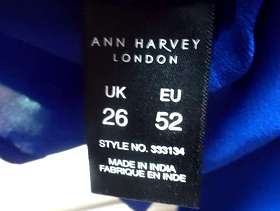 ANN HARVEY
LONDON
UK EU
26 52
STYLE NO. 333134
MADE IN INDIA
FABRIQUE EN INDE